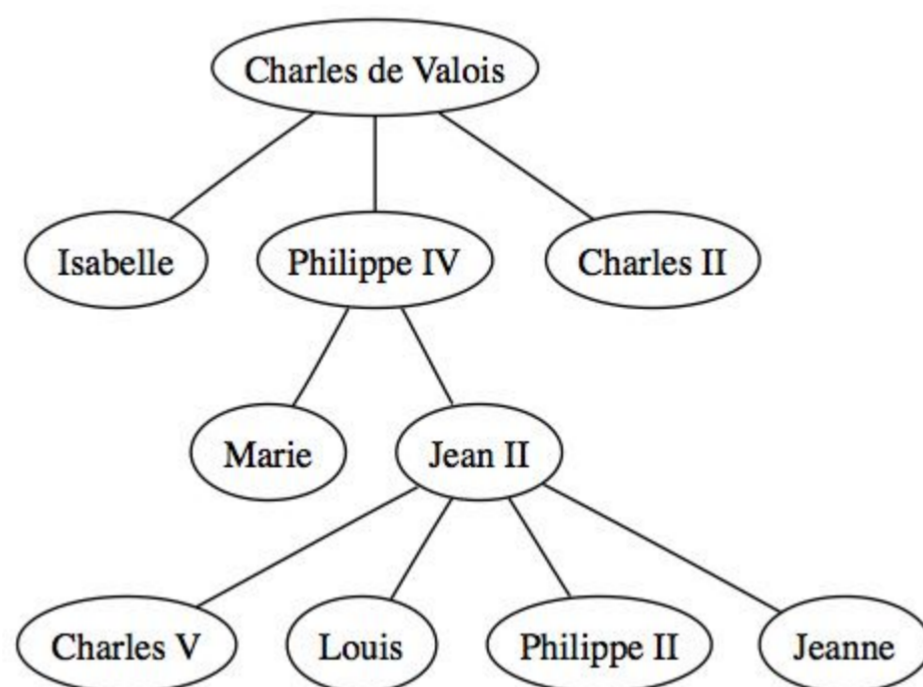 Charles de Valois
Isabelle
Philippe IV
Charles II
Marie
Jean II
Charles V
Louis
Philippe II
Jeanne